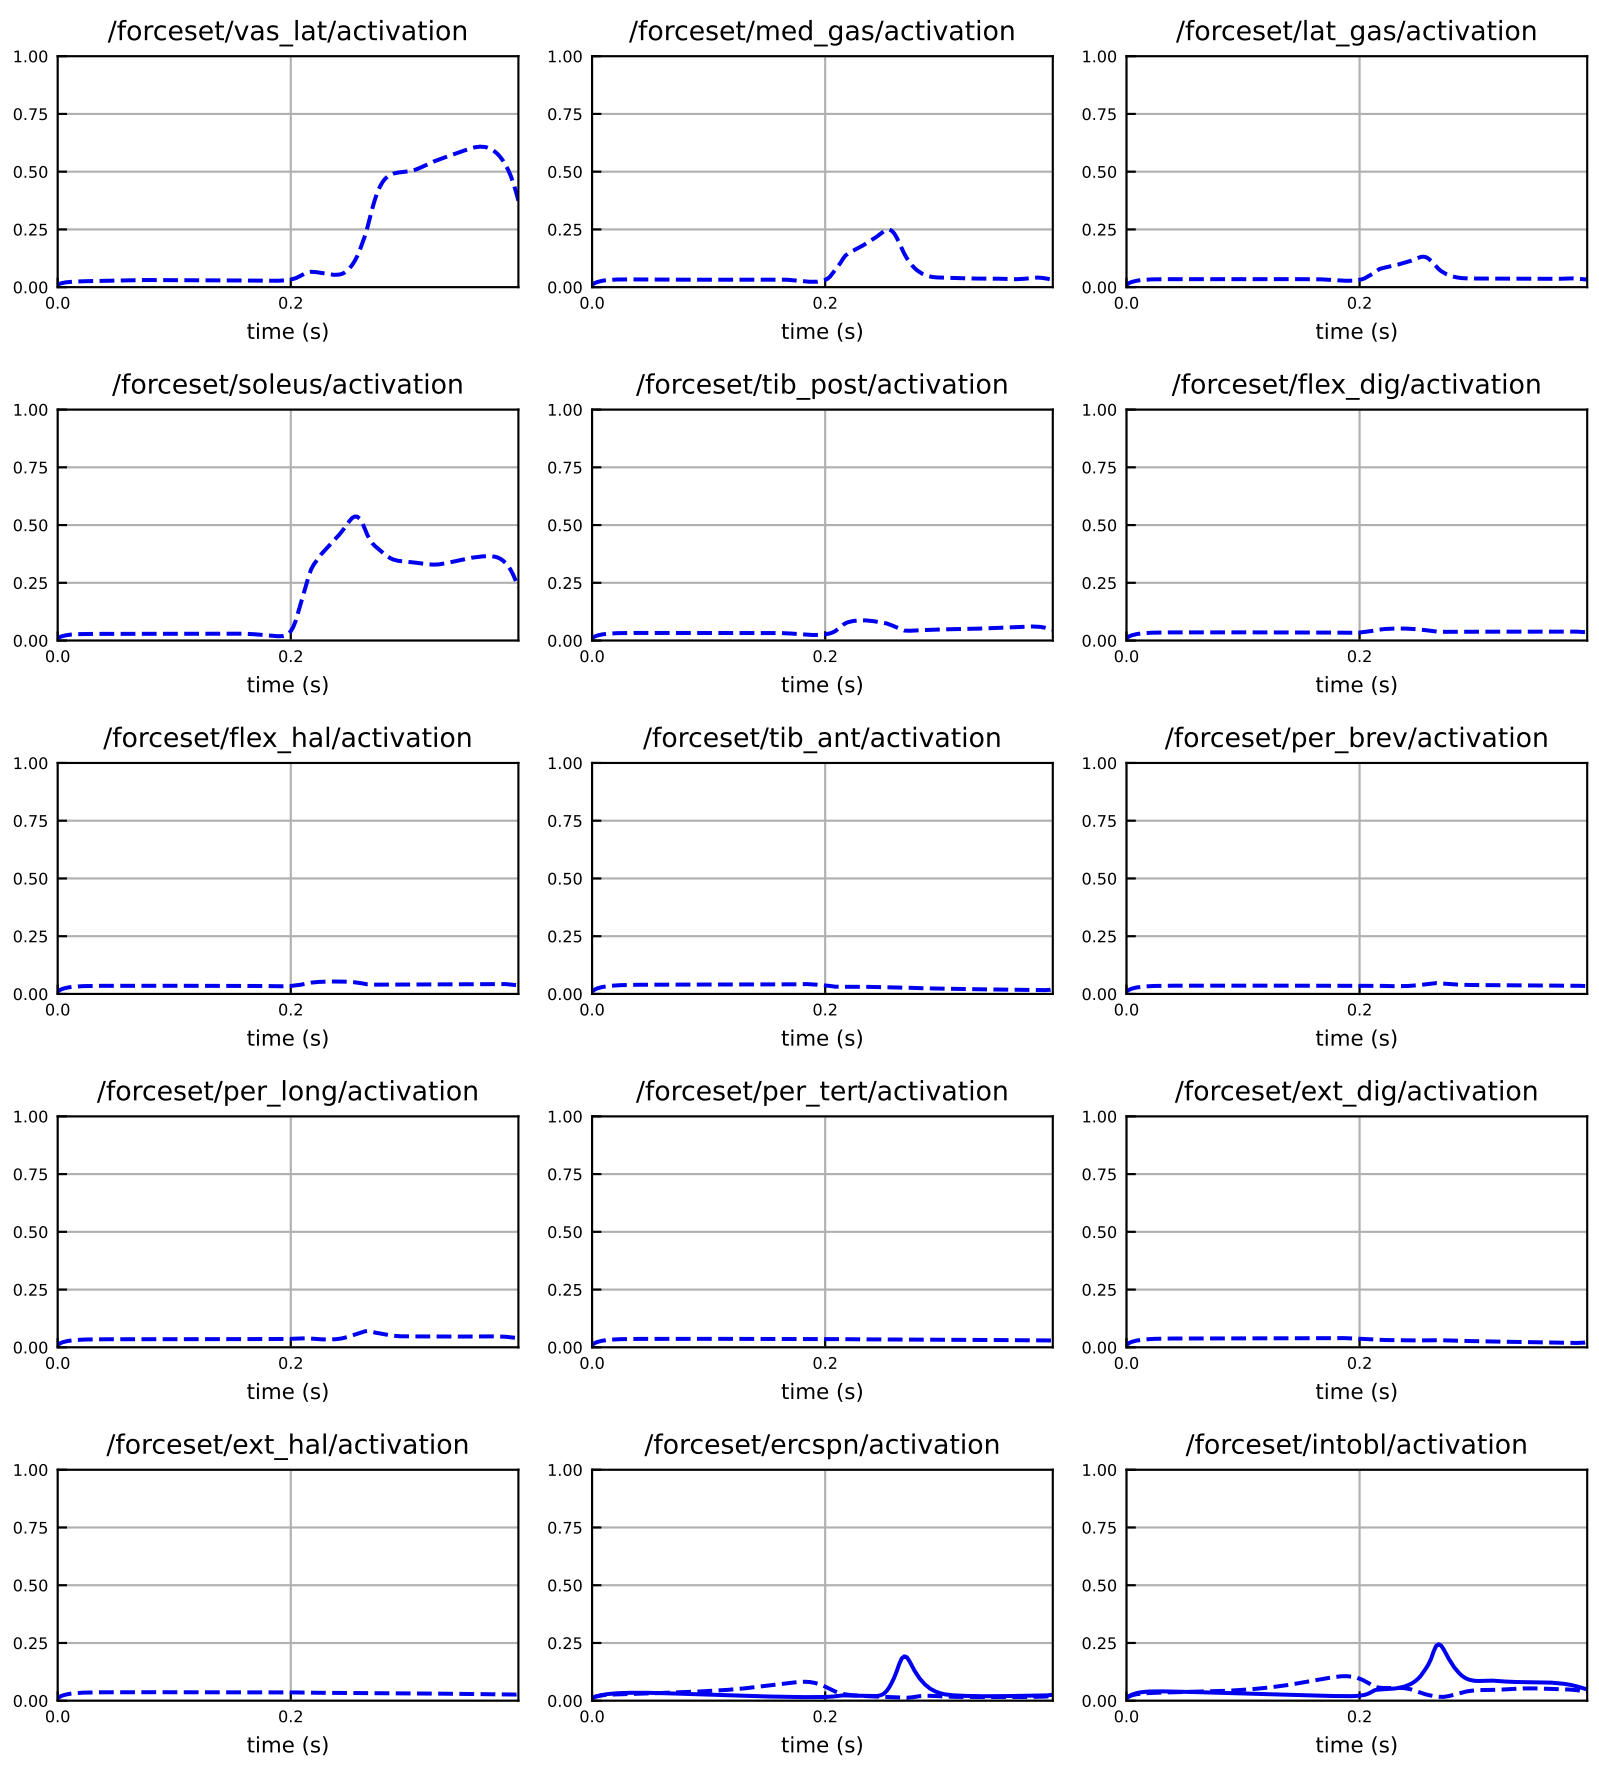 /forceset/vas_lat/activation /forceset/med_gas/activation /forceset/lat_gas/activation
1.00 1.00 1.00
0.75 0.75 0.75
0.50 0.50 0.50
0.25 0.25 0.25
0.00 0.00 0.00
0.0 0.2 0.0 0.2 0.0 0.2
time (s) time (s) time (s)
/forceset/soleus/activation /forceset/tib_post/activation /forceset/flex_dig/activation
1.00 1.00 1.00
0.75 0.75 0.75
0.50 0.50 0.50
0.25 0.25 0.25
0.00 0.00 0.00
0.0 0.2 0.0 0.2 0.0 0.2
time (s) time (s) time (s)
/forceset/flex_hal/activation /forceset/tib_ant/activation /forceset/per_brev/activation
1.00 1.00 1.00
0.75 0.75 0.75
0.50 0.50 0.50
0.25 0.25 0.25
0.00 0.00 0.00
0.0 0.2 0.0 0.2 0.0 0.2
time (s) time (s) time (s)
/forceset/per_long/activation /forceset/per_tert/activation /forceset/ext_dig/activation
1.00 1.00 1.00
0.75 0.75 0.75
0.50 0.50 0.50
0.25 0.25 0.25
0.00 0.00 0.00
0.0 0.2 0.0 0.2 0.0 0.2
time (s) time (s) time (s)
/forceset/ext_hal/activation /forceset/ercspn/activation /forceset/intobl/activation
1.00 1.00 1.00
0.75 0.75 0.75
0.50 0.50 0.50
0.25 0.25 0.25
0.00 0.00 0.00
0.0 0.2 0.0 0.2 0.0 0.2
time (s) time (s) time (s)